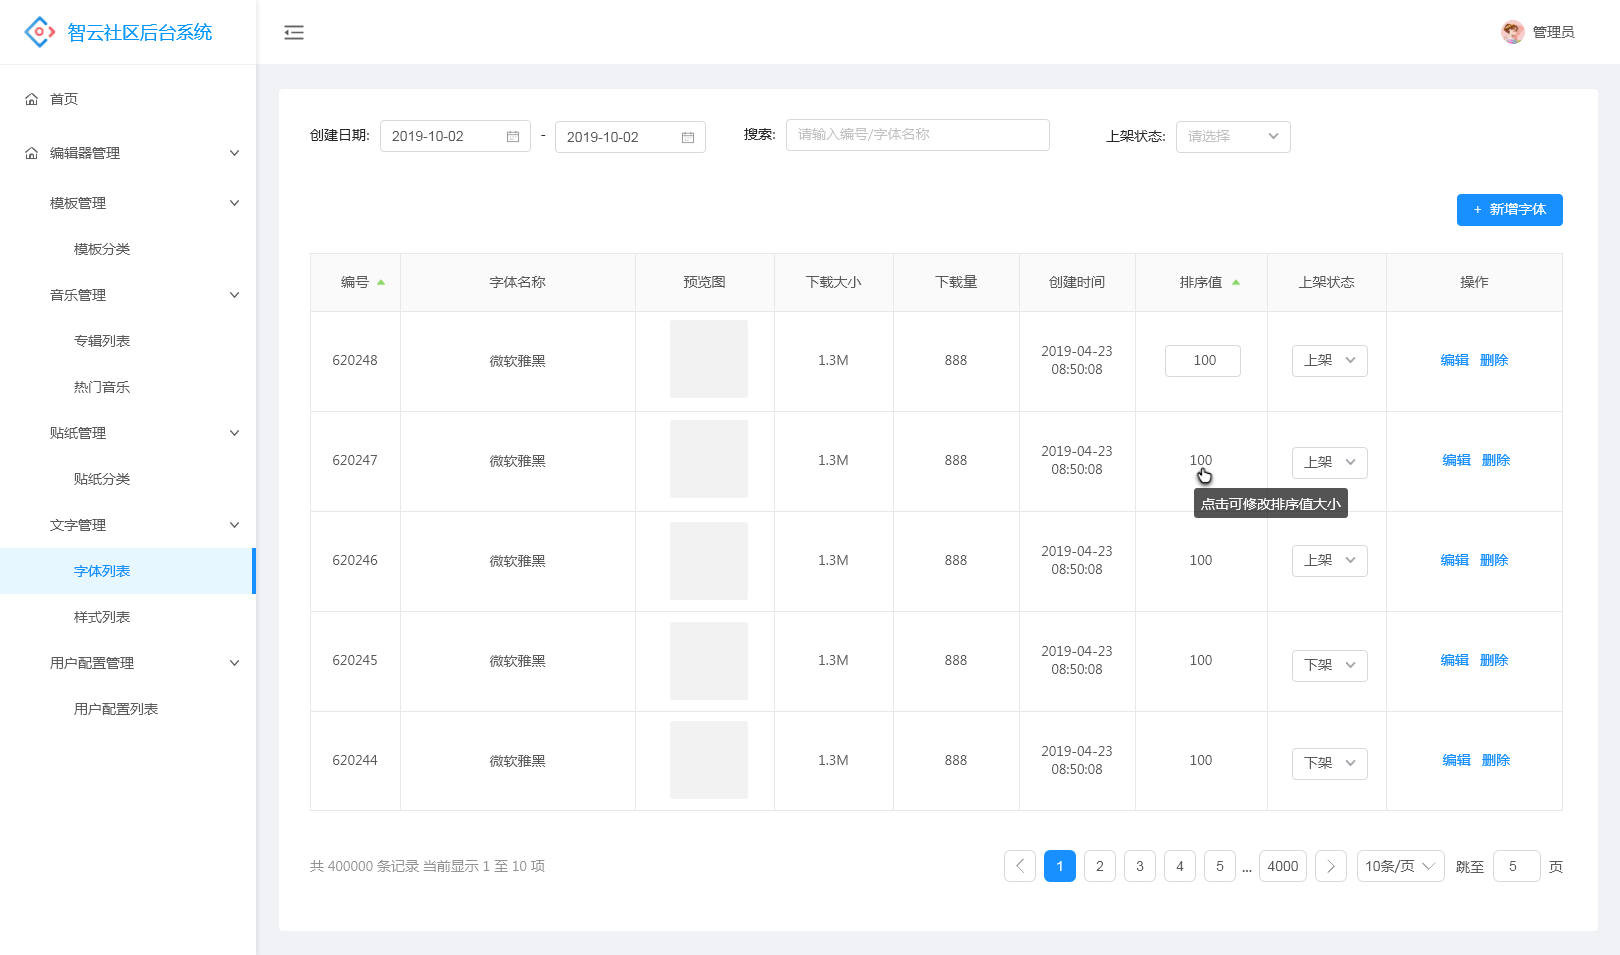 智云社区后台系统
管理员
首页
编辑器管理
模板管理
模板分类
音乐管理
专辑列表
热门音乐
贴纸管理
贴纸分类
文字管理
字体列表
样式列表
用户配置管理
用户配置列表
创建日期: 2019-10-02 - 2019-10-02 搜索: 请输入编号/字体名称 上架状态: 请选择
+ 新增字体
编号 字体名称 预览图 下载大小 下载量 创建时间 排序值 上架状态 操作
620248 微软雅黑 1.3M 888 2019-04-23 08:50:08 100 上架 编辑 删除
620247 微软雅黑 1.3M 888 2019-04-23 08:50:08 100 上架 编辑 删除
点击可修改排序值大小
620246 微软雅黑 1.3M 888 2019-04-23 08:50:08 100 上架 编辑 删除
620245 微软雅黑 1.3M 888 2019-04-23 08:50:08 100 下架 编辑 删除
620244 微软雅黑 1.3M 888 2019-04-23 08:50:08 100 下架 编辑 删除
共 400000 条记录 当前显示 1 至 10 项 1 2 3 4 5 ... 4000 10条/页 跳至 5 页